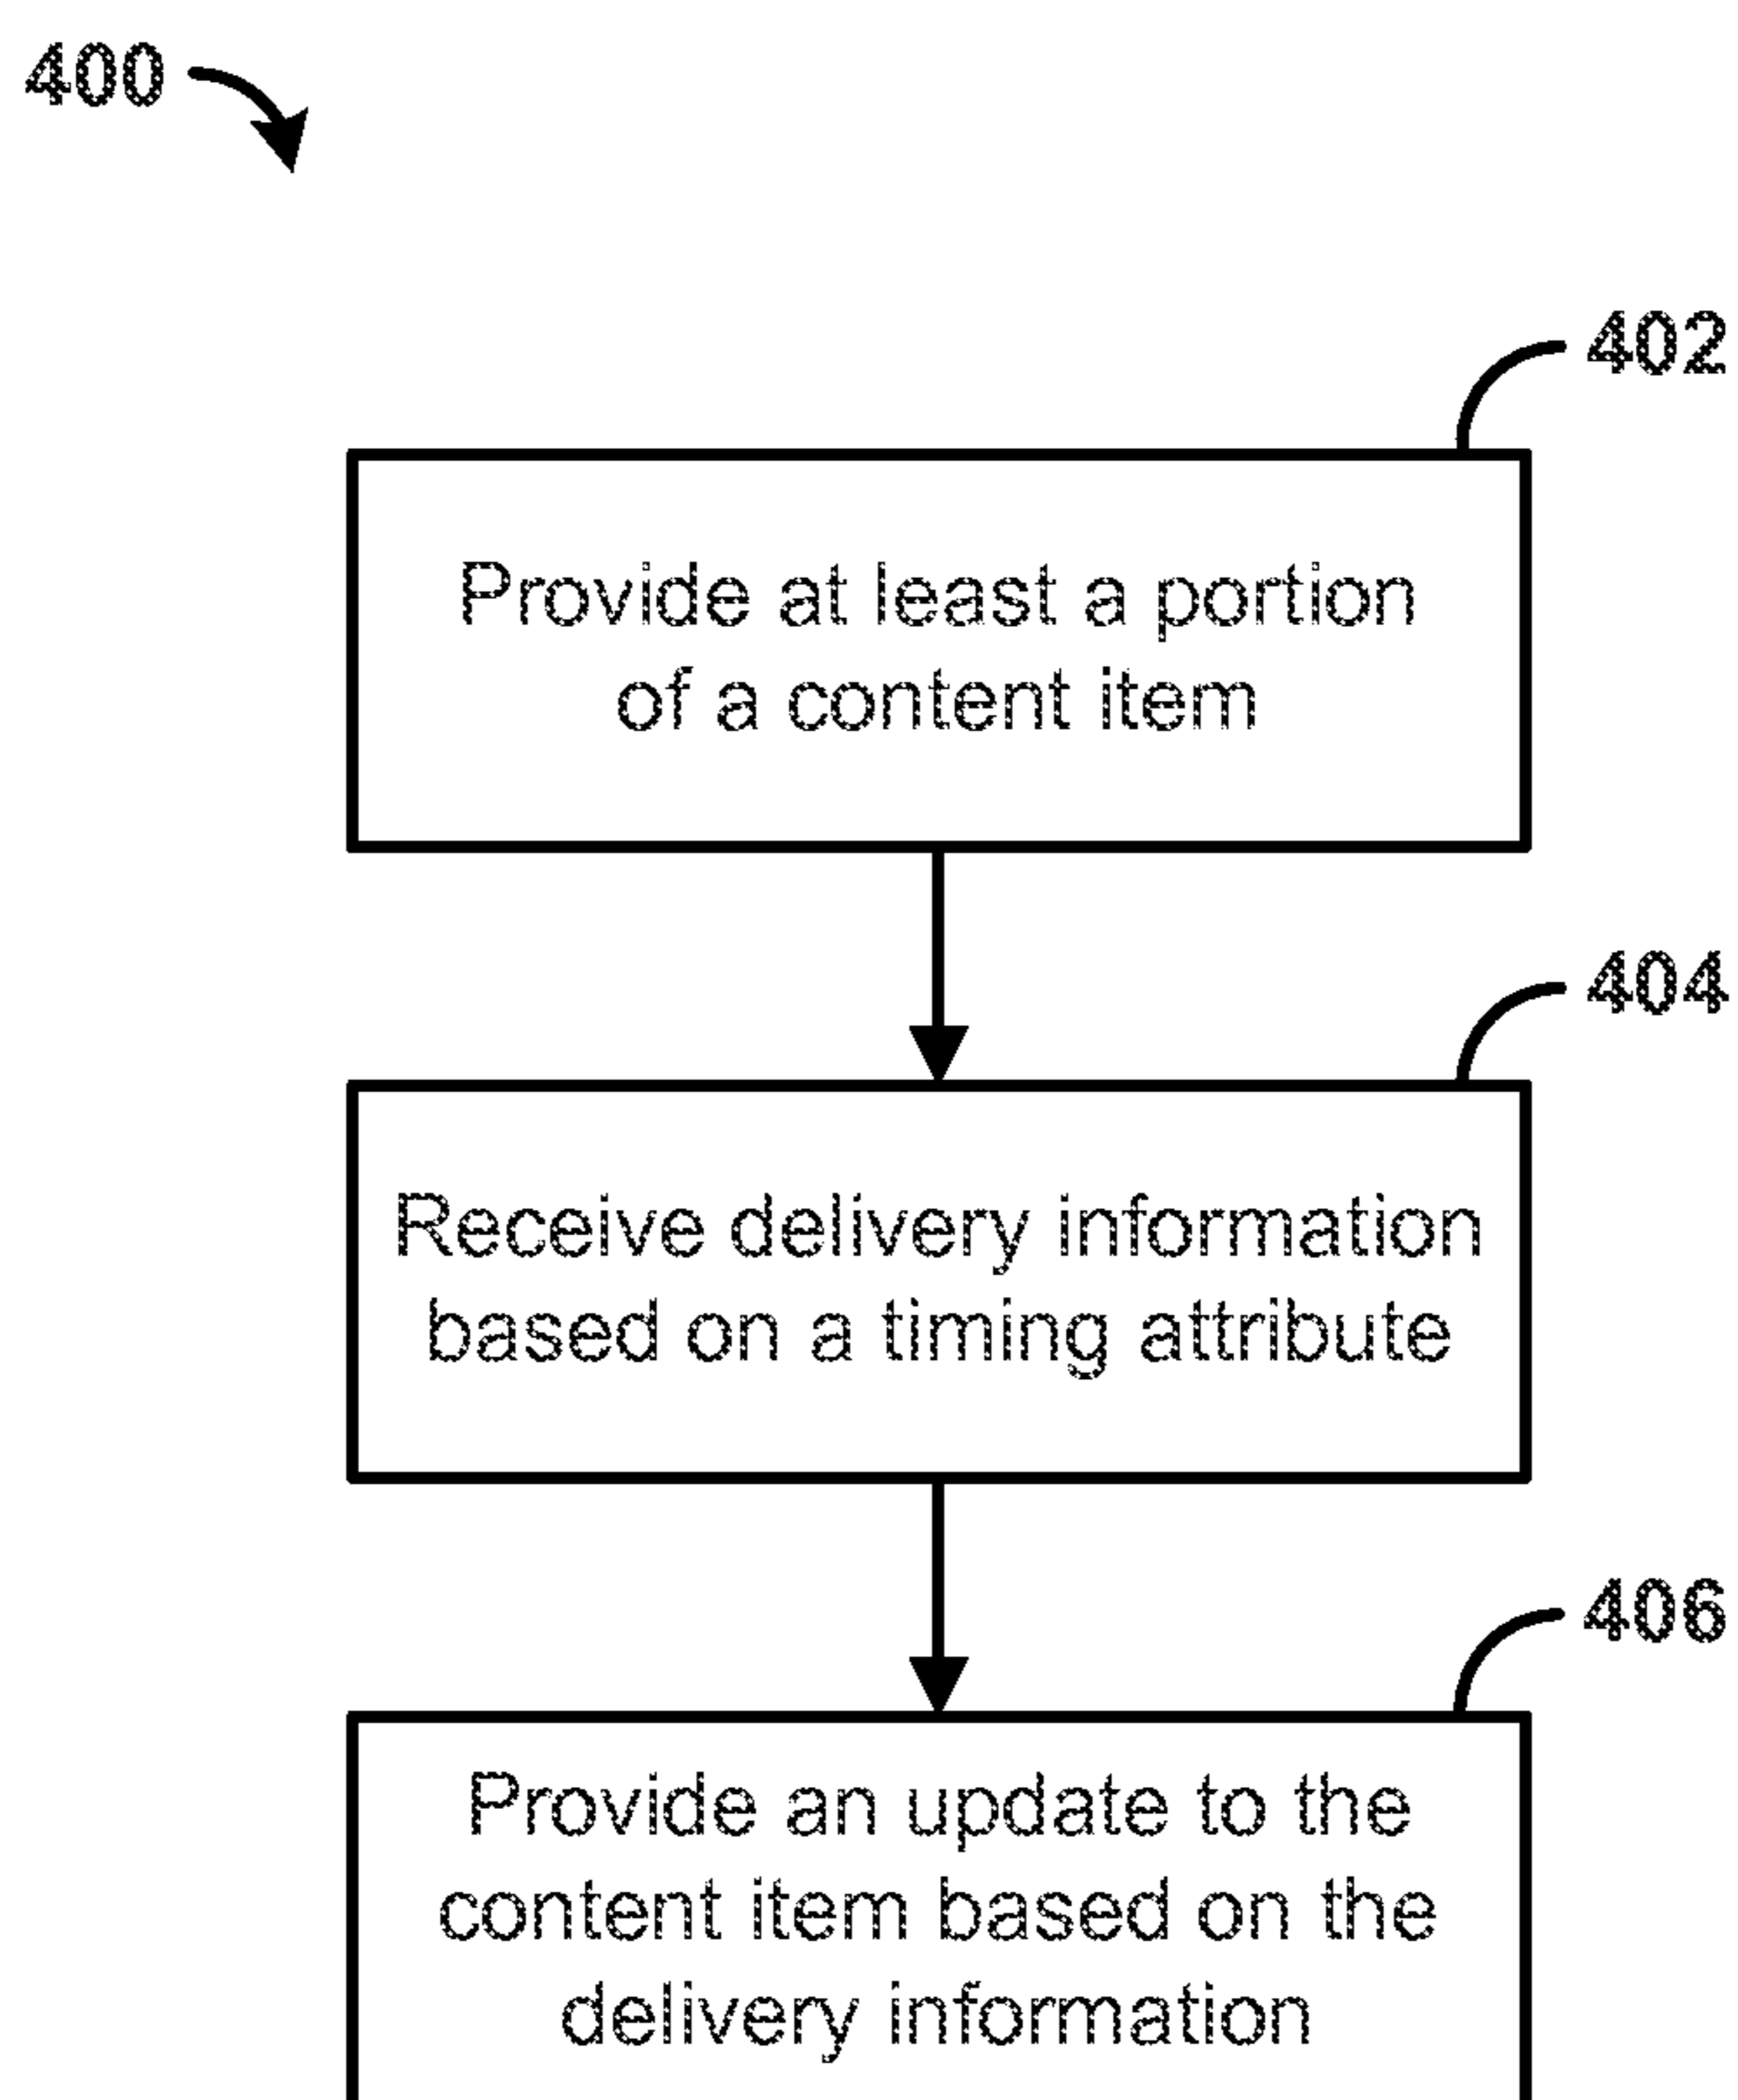 400
402
Provide at least a portion
of a content item
404
Receive delivery information
based on a timing attribute
406
Provide an update to the
content item based on the
delivery information